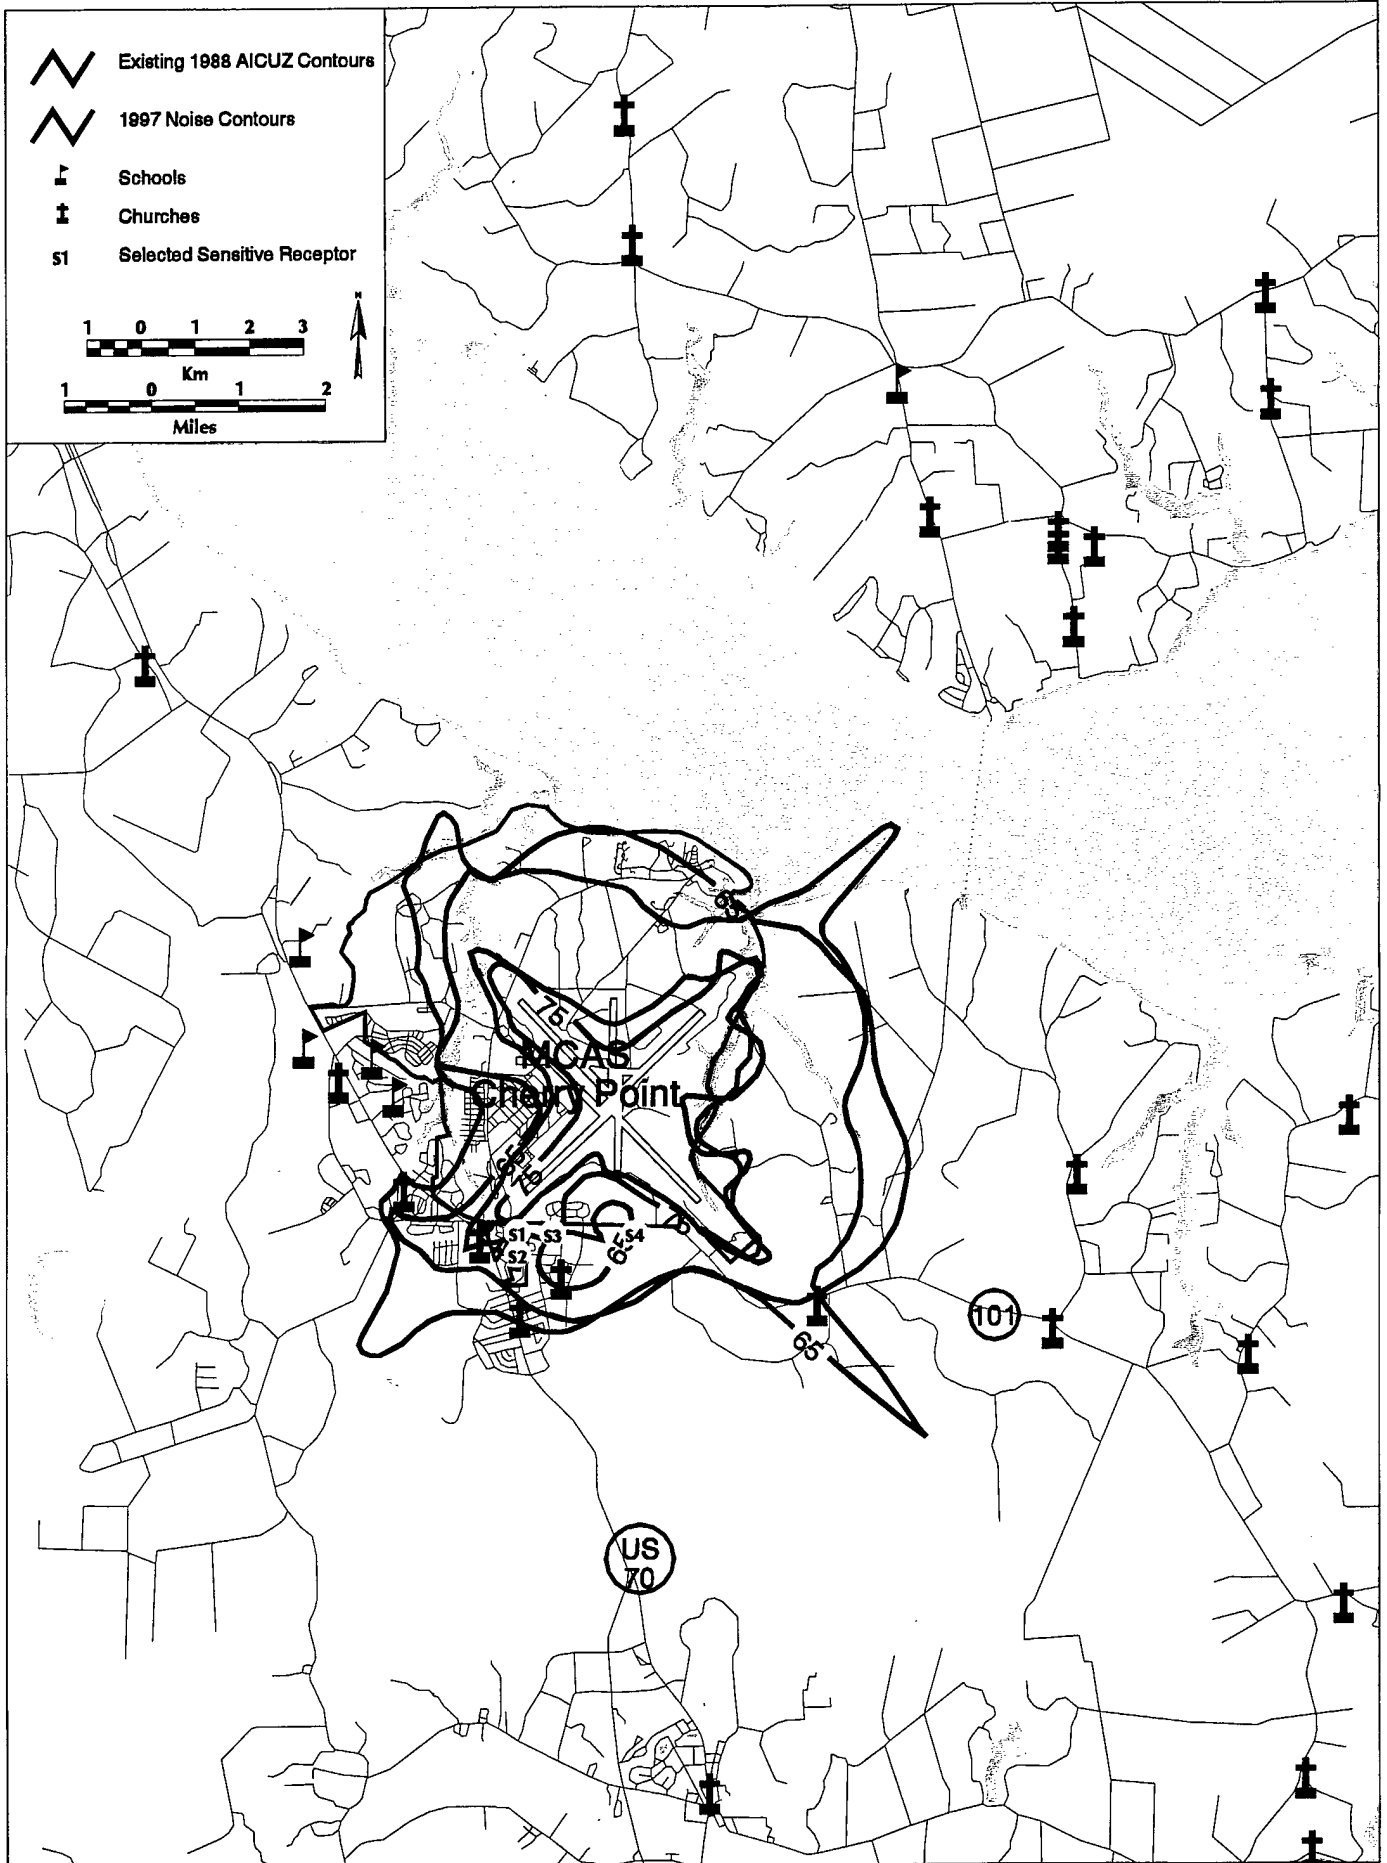 Existing 1988 AICUZ Contours
1997 Noise Contours
Schools
Churches
S1 Selected Sensitive Receptor
N
1 0 1 2 3
Km
1 0 1 2
Miles
65
75
MCAS
Cherry Point
65
75
75
S1 S3 S4
65
S2
101
65
US
70